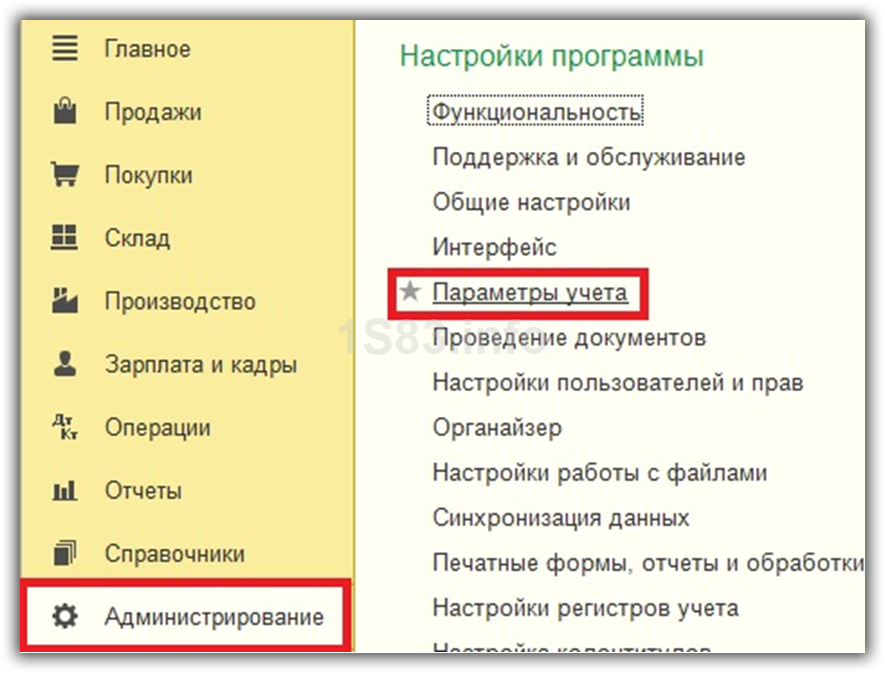 Главное
Продажи
Покупки
Склад
Производство
Зарплата и кадры
Дт
Кт
Операции
Отчеты
Справочники
Администрирование
Настройки программы
Функциональность
Поддержка и обслуживание
Общие настройки
Интерфейс
Параметры учета
1S83.info
Проведение документов
Настройки пользователей и прав
Органайзер
Настройки работы с файлами
Синхронизация данных
Печатные формы, отчеты и обработки
Настройки регистров учета
Настройка колонтитулов